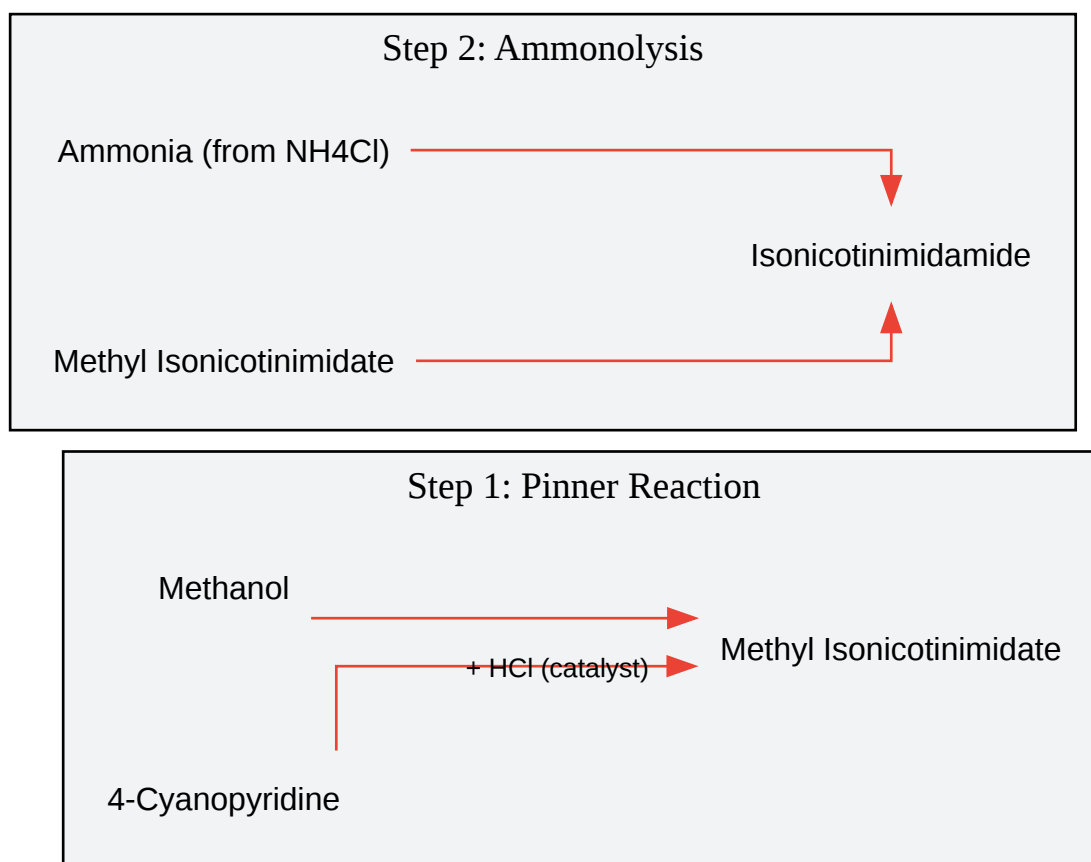 Step 2: Ammonolysis
Ammonia (from NH4Cl)
Isonicotinimidamide
Methyl Isonicotinimidate
Step 1: Pinner Reaction
Methanol
Methyl Isonicotinimidate
+ HCl (catalyst)
4-Cyanopyridine